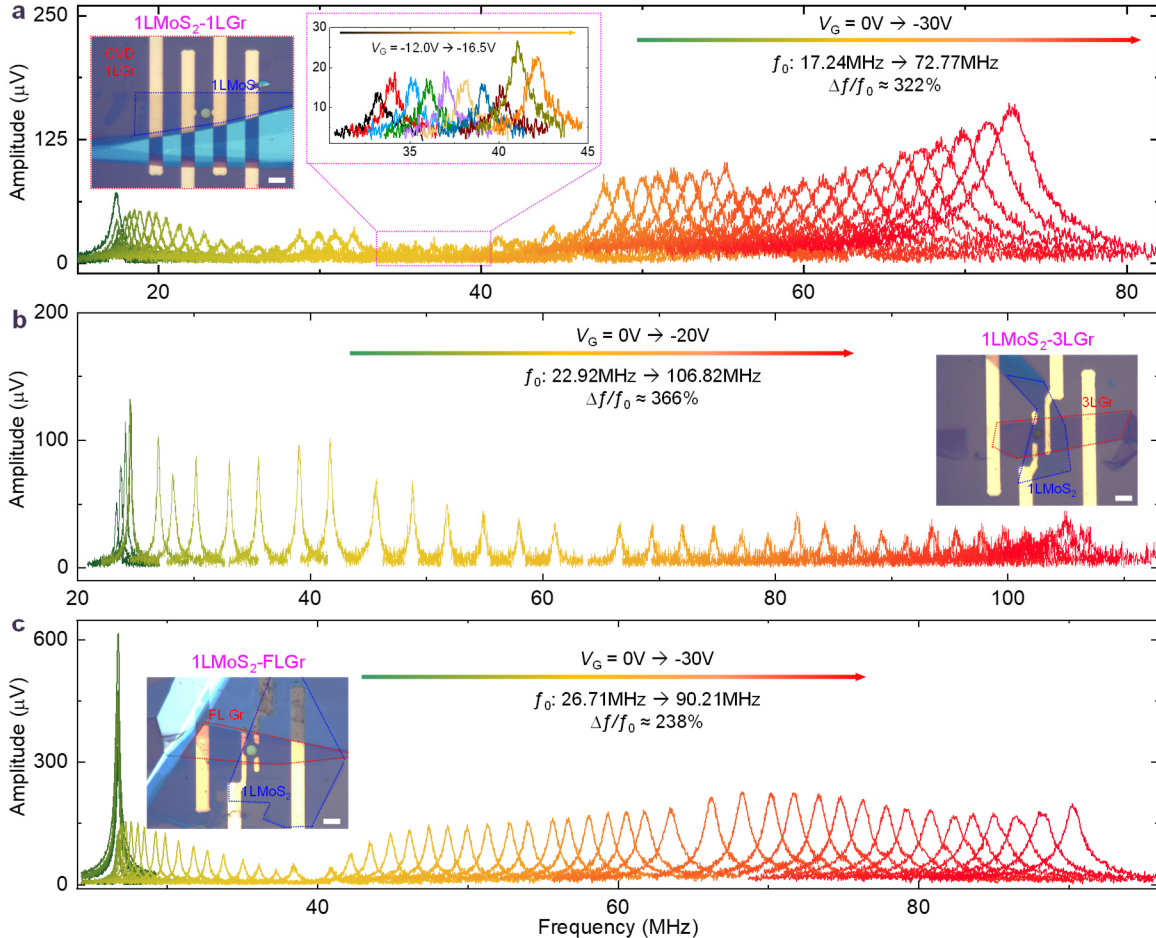 a
1LMoS₂-1LGr
CVD
1LGr
1LMoS₂
V_G = -12.0V → -16.5V
30
20
10
35
40
45
V_G = 0V → -30V
f₀: 17.24MHz → 72.77MHz
Δf/f₀ ≈ 322%
Amplitude (μV)
250
125
0
20
40
60
80
b
V_G = 0V → -20V
f₀: 22.92MHz → 106.82MHz
Δf/f₀ ≈ 366%
1LMoS₂-3LGr
3LGr
1LMoS₂
Amplitude (μV)
200
100
0
20
40
60
80
100
c
1LMoS₂-FLGr
FL Gr
1LMoS₂
V_G = 0V → -30V
f₀: 26.71MHz → 90.21MHz
Δf/f₀ ≈ 238%
Amplitude (μV)
600
300
0
40
60
80
Frequency (MHz)